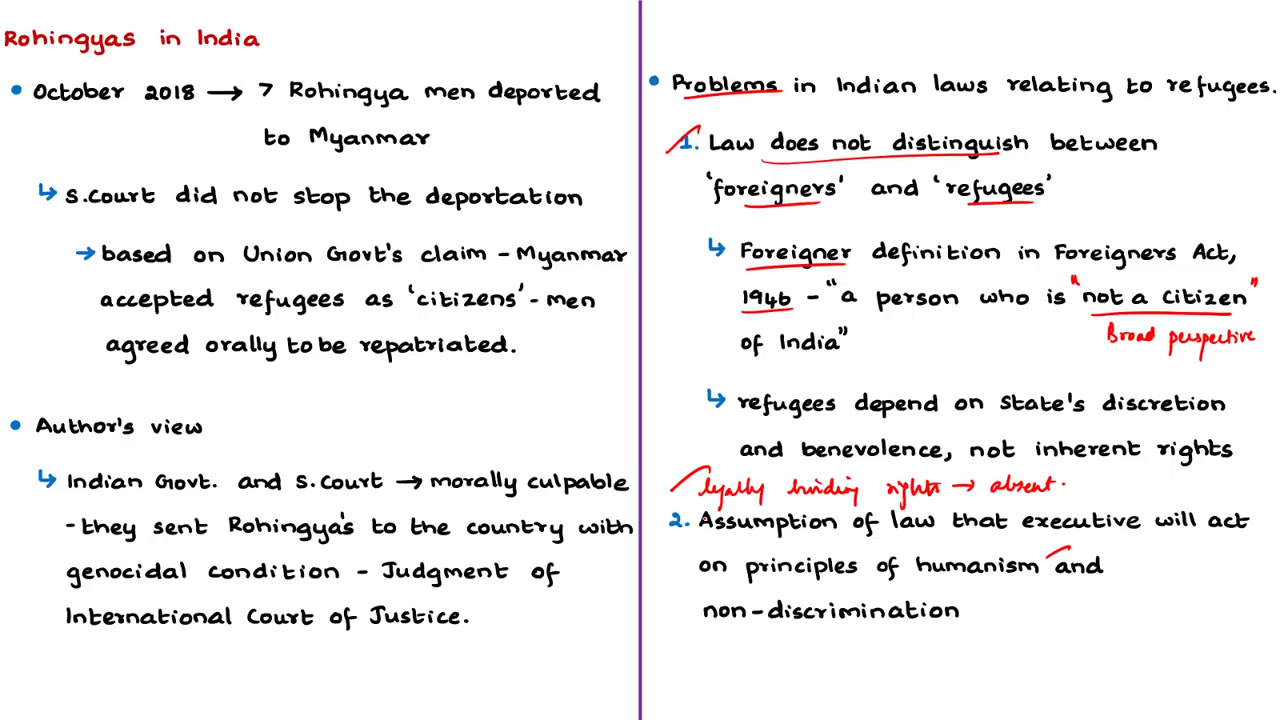 Rohingyas in India
• October 2018 → 7 Rohingya men deported
to Myanmar
↳ S.Court did not stop the deportation
→ based on Union Govt's claim - Myanmar
accepted refugees as 'citizens' - men
agreed orally to be repatriated.
• Author's view
↳ Indian Govt. and S.Court → morally culpable
- they sent Rohingya's to the country with
genocidal condition - Judgment of
International Court of Justice.
• Problems in Indian laws relating to refugees.
1. Law does not distinguish between
'foreigners' and 'refugees'
↳ Foreigner definition in Foreigners Act,
1946 - "a person who is "not a citizen"
of India"
Broad perspective
↳ refugees depend on State's discretion
and benevolence, not inherent rights
legally binding rights → absent.
2. Assumption of law that executive will act
on principles of humanism and
non-discrimination